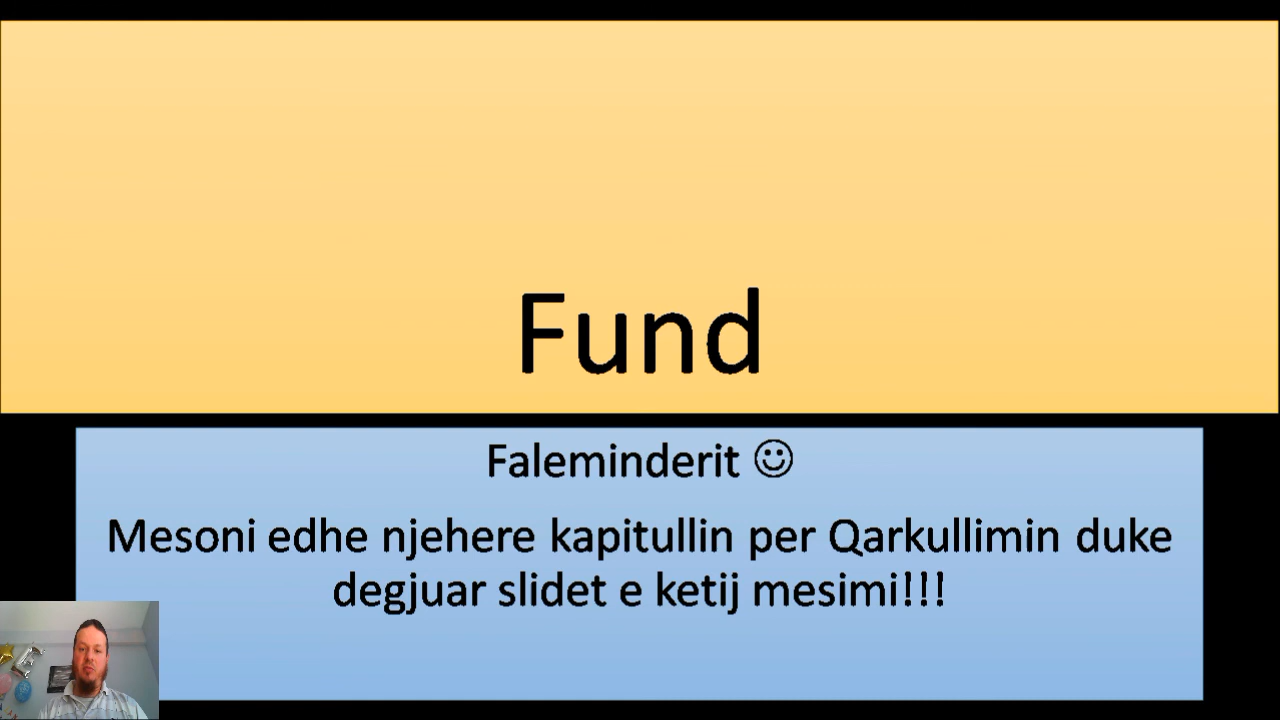 Fund
Faleminderit ☺
Mesoni edhe njehere kapitullin per Qarkullimin duke
degjuar slidet e ketij mesimi!!!